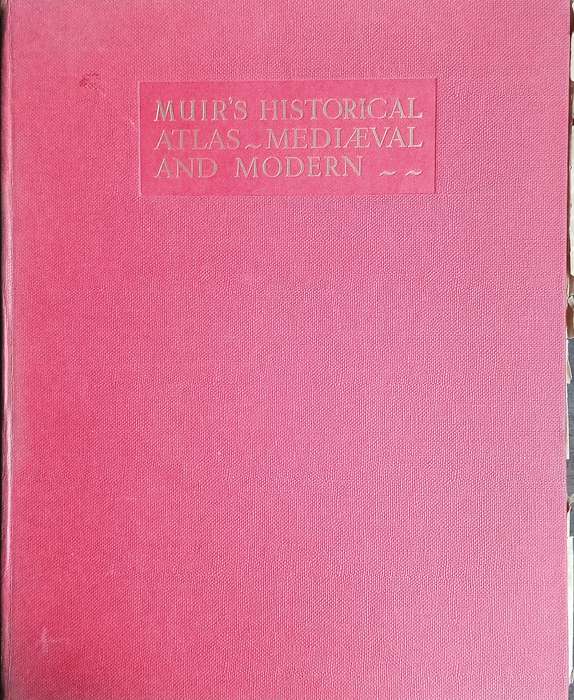 MUIR'S HISTORICAL
ATLAS ~ MEDIÆVAL
AND MODERN ~ ~